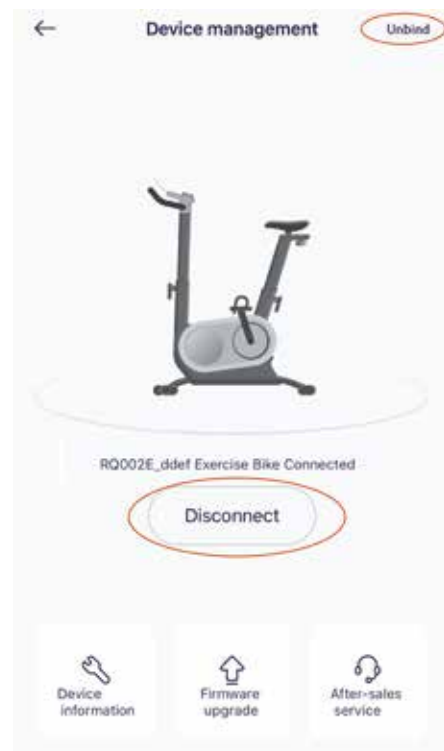 Device management
Unbind
RQ002E_ddef Exercise Bike Connected
Disconnect
Device
information
Firmware
upgrade
After-sales
service